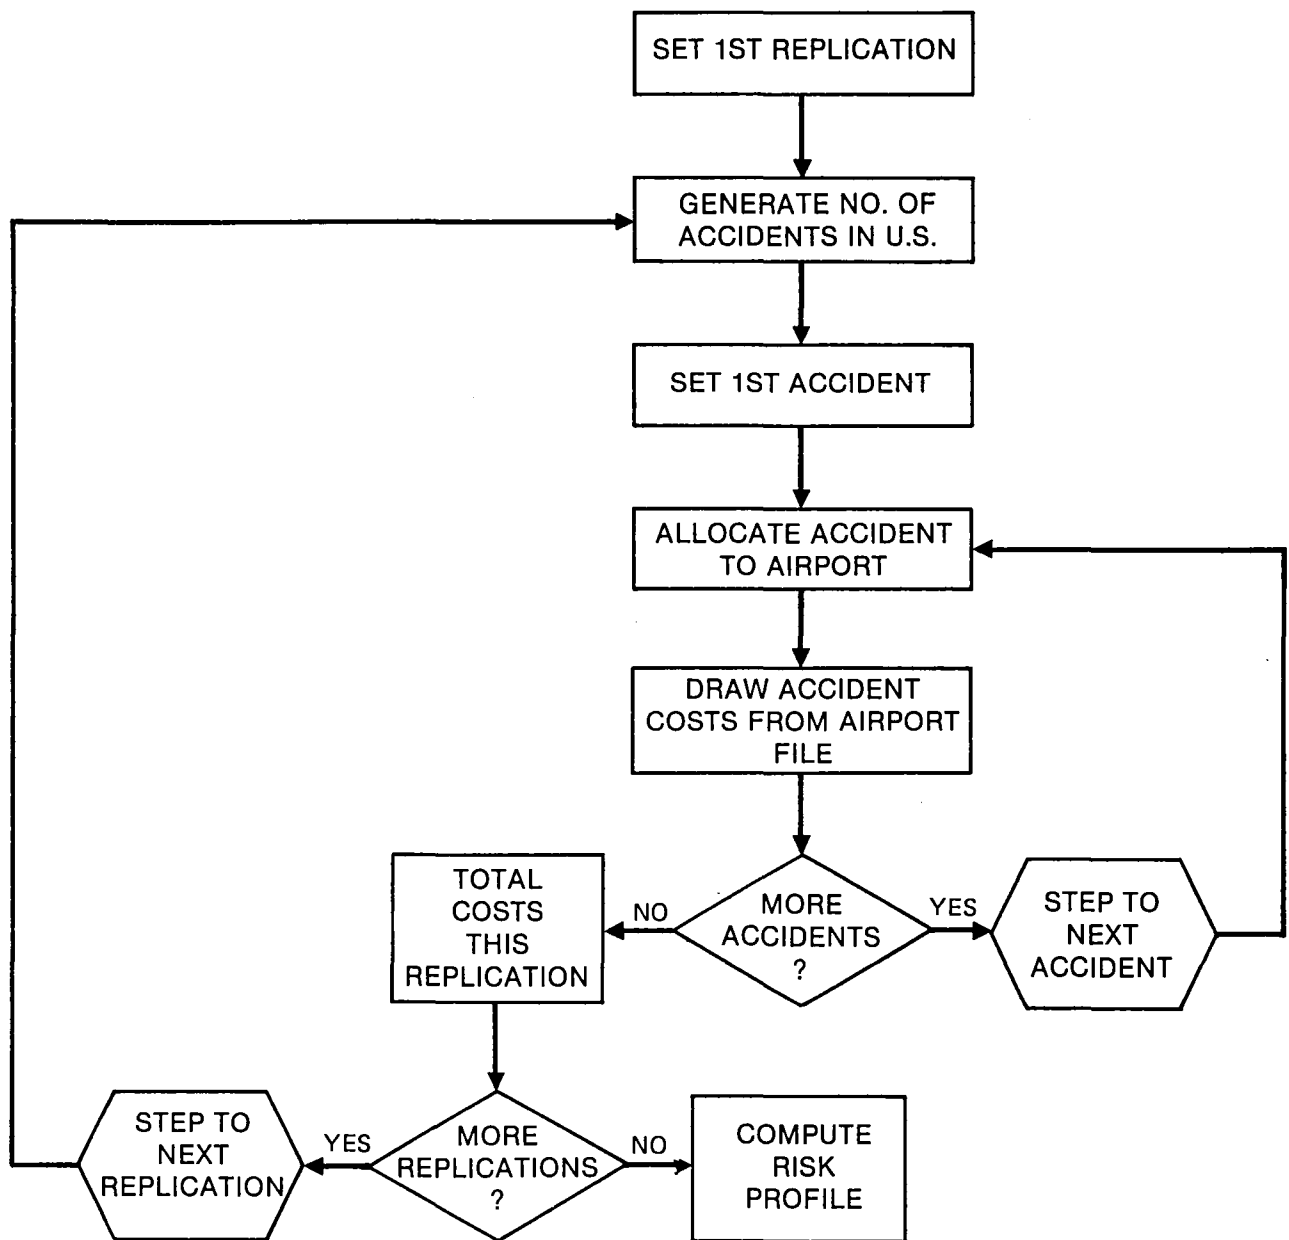 SET 1ST REPLICATION
GENERATE NO. OF
ACCIDENTS IN U.S.
SET 1ST ACCIDENT
ALLOCATE ACCIDENT
TO AIRPORT
DRAW ACCIDENT
COSTS FROM AIRPORT
FILE
MORE
ACCIDENTS
?
YES
STEP TO
NEXT
ACCIDENT
NO
TOTAL
COSTS
THIS
REPLICATION
MORE
REPLICATIONS
?
YES
STEP TO
NEXT
REPLICATION
NO
COMPUTE
RISK
PROFILE